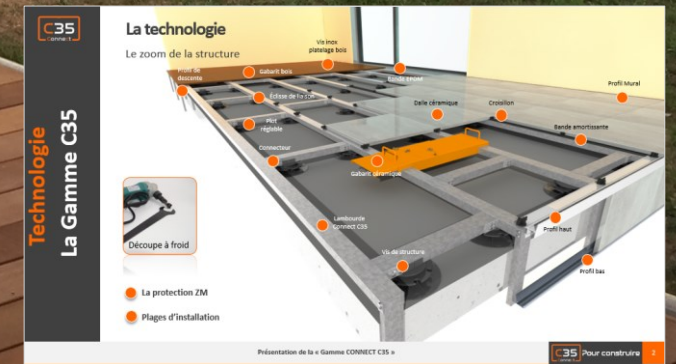 C35
Connect
La technologie
Le zoom de la structure
Technologie
La Gamme C35
Vis inox
platelage bois
Profil de
descente
Gabarit bois
Bande EPDM
Profil Mural
Éclisse de liaison
Dalle céramique
Croisillon
Plot
réglable
Bande amortissante
Connecteur
Gabarit céramique
Lambourde
Connect C35
Profil haut
Vis de structure
Profil bas
Découpe à froid
La protection ZM
Plages d'installation
Présentation de la « Gamme CONNECT C35 »
C35
Connect
Pour construire
2